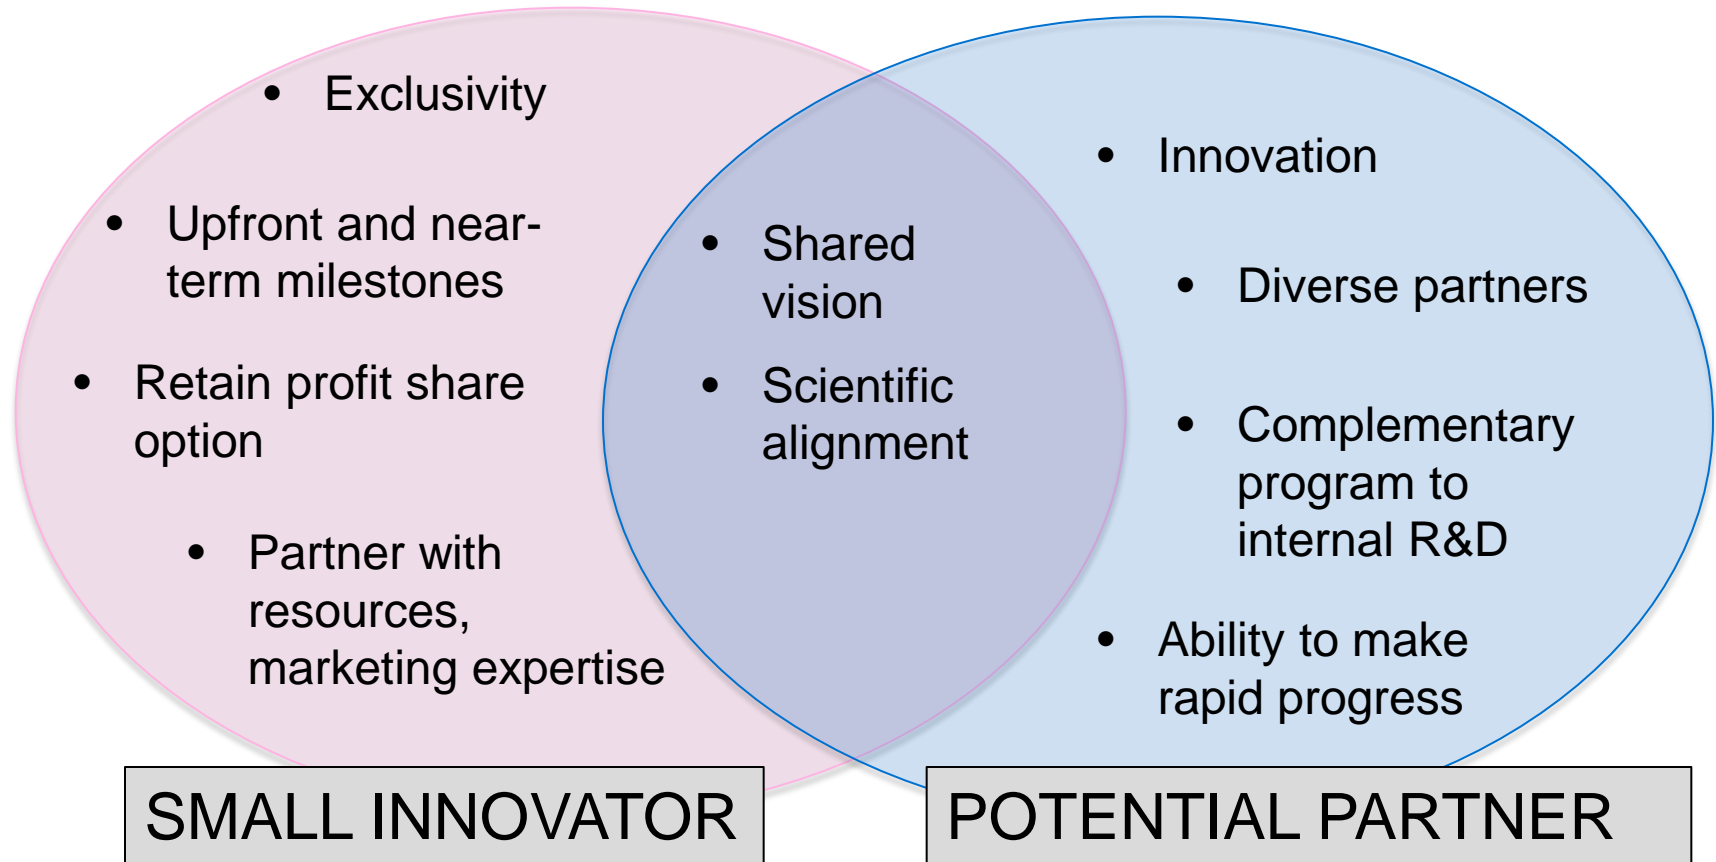 • Exclusivity
• Upfront and near-
term milestones
• Retain profit share
option
• Partner with
resources,
marketing expertise
• Shared
vision
• Scientific
alignment
• Innovation
• Diverse partners
• Complementary
program to
internal R&D
• Ability to make
rapid progress
SMALL INNOVATOR
POTENTIAL PARTNER